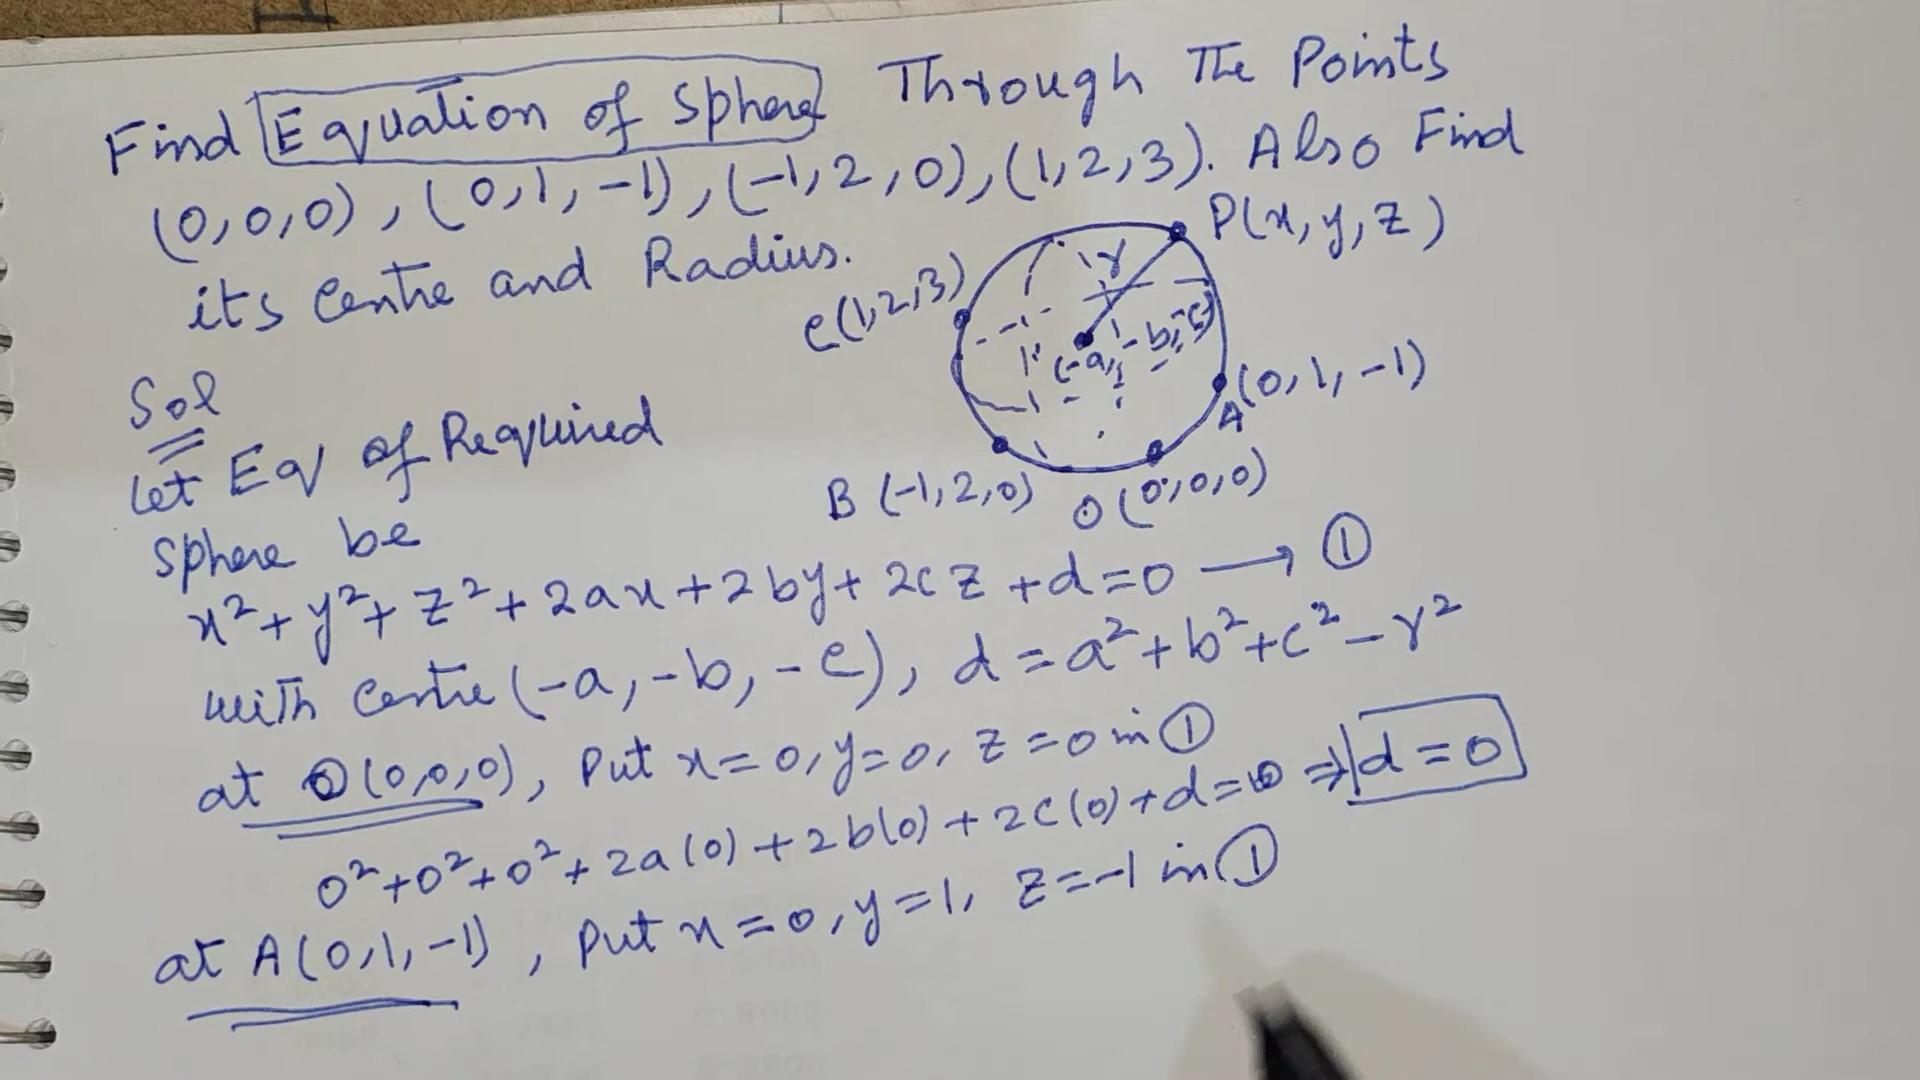 Find Equation of Sphere Through The Points
(0,0,0), (0,1,-1), (-1,2,0), (1,2,3). Also Find
its Centre and Radius.
P(x,y,z)
r
C(1,2,3)
(-a,-b,-c)
A(0,1,-1)
B(-1,2,0)
O(0,0,0)
Sol
Let Eq of Required
Sphere be
x²+y²+z²+2ax+2by+2cz+d=0 → ①
with Centre (-a,-b,-c), d=a²+b²+c²-r²
at O(0,0,0), Put x=0,y=0,z=0 in ①
0²+0²+0²+2a(0)+2b(0)+2c(0)+d=0 ⇒ d=0
at A(0,1,-1), Put x=0,y=1, z=-1 in ①